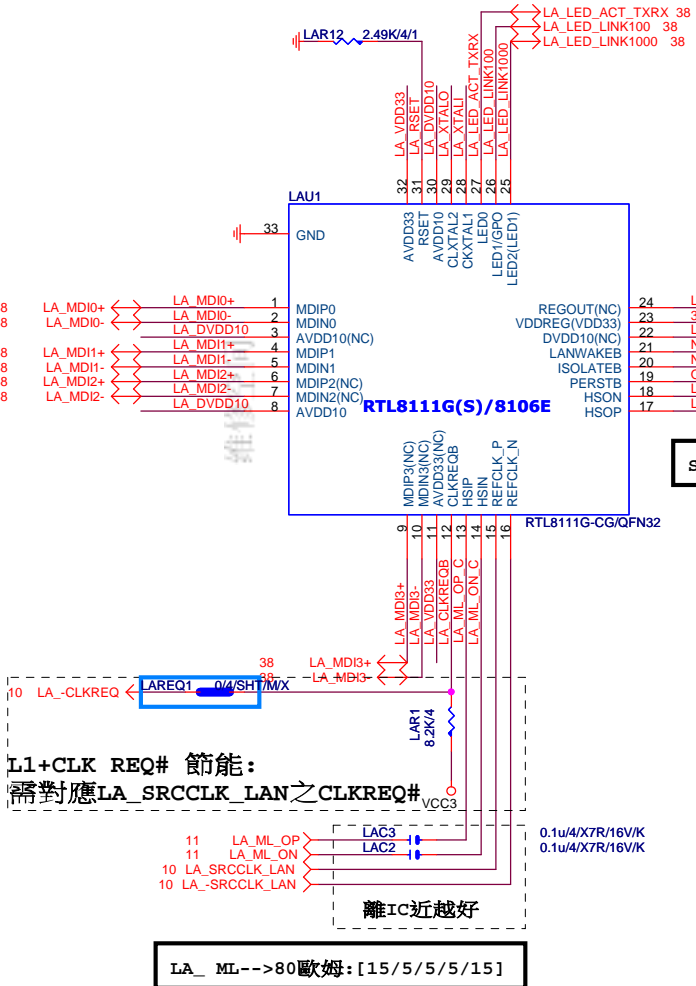 LA_LED_ACT_TXRX 38
LA_LED_LINK100 38
LA_LED_LINK1000 38
LAR12 2.49K/4/1
LA_VDD33
LA_RSET
LA_DVDD10
LA_XTALO
LA_XTALI
LA_LED_ACT_TXRX
LA_LED_LINK100
LA_LED_LINK1000
32
31
30
29
28
27
26
25
LAU1
AVDD33
RSET
AVDD10
CLXTAL2
CKXTAL1
LED0
LED1/GPO
LED2(LED1)
33 GND
8 LA_MDI0+ LA_MDI0+ 1 MDIP0
8 LA_MDI0- LA_MDI0- 2 MDIN0
LA_DVDD10 3 AVDD10(NC)
8 LA_MDI1+ LA_MDI1+ 4 MDIP1
8 LA_MDI1- LA_MDI1- 5 MDIN1
8 LA_MDI2+ LA_MDI2+ 6 MDIP2(NC)
8 LA_MDI2- LA_MDI2- 7 MDIN2(NC)
LA_DVDD10 8 AVDD10
REGOUT(NC) 24 L
VDDREG(VDD33) 23 3
DVDD10(NC) 22 L
LANWAKEB 21 N
ISOLATEB 20 N
PERSTB 19
HSON 18 L
HSOP 17 L
RTL8111G(S)/8106E
S
MDIP3(NC)
MDIN3(NC)
AVDD33(NC)
CLKREQB
HSIP
HSIN
REFCLK_P
REFCLK_N
RTL8111G-CG/QFN32
9
10
11
12
13
14
15
16
LA_MDI3+
LA_MDI3-
LA_VDD33
LA_CLKREQB
LA_ML_OP_C
LA_ML_ON_C
38 LA_MDI3+
38 LA_MDI3-
10 LA_-CLKREQ LAREQ1 0/4/SHT/M/X
LAR1
8.2K/4
VCC3
L1+CLK REQ# 節能:
需對應LA_SRCCLK_LAN之CLKREQ#
11 LA_ML_OP LAC3 0.1u/4/X7R/16V/K
11 LA_ML_ON LAC2 0.1u/4/X7R/16V/K
10 LA_SRCCLK_LAN
10 LA_-SRCCLK_LAN
離IC近越好
LA_ ML-->80歐姆:[15/5/5/5/15]